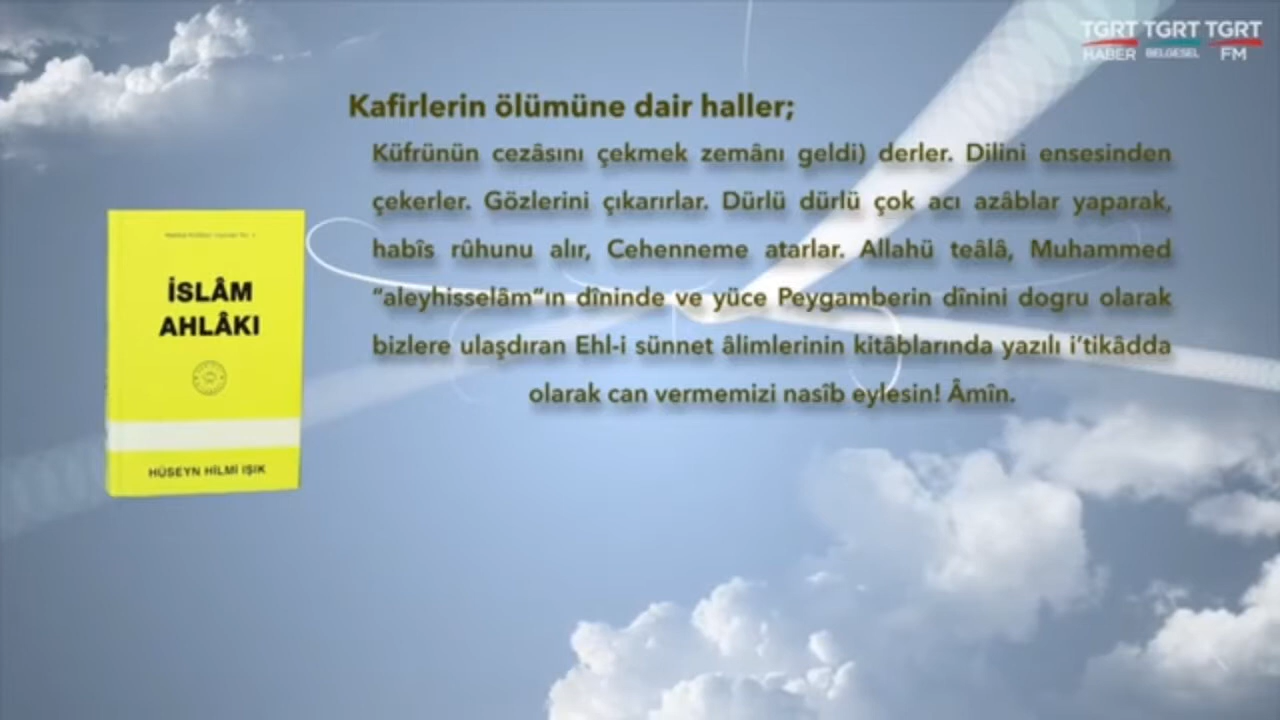 TGRT TGRT TGRT
HABER BELGESEL FM
Kafirlerin ölümüne dair haller;
Küfrünün cezâsını çekmek zemânı geldi) derler. Dilini ensesinden
çekerler. Gözlerini çıkarırlar. Dürlü dürlü çok acı azâblar yaparak,
habîs rûhunu alır, Cehenneme atarlar. Allahü teâlâ, Muhammed
“aleyhisselâm“ın dîninde ve yüce Peygamberin dînini dogru olarak
bizlere ulaşdıran Ehl-i sünnet âlimlerinin kitâblarında yazılı i’tikâdda
olarak can vermemizi nasîb eylesin! Âmîn.
İSLÂM
AHLÂKI
HÜSEYN HİLMİ IŞIK